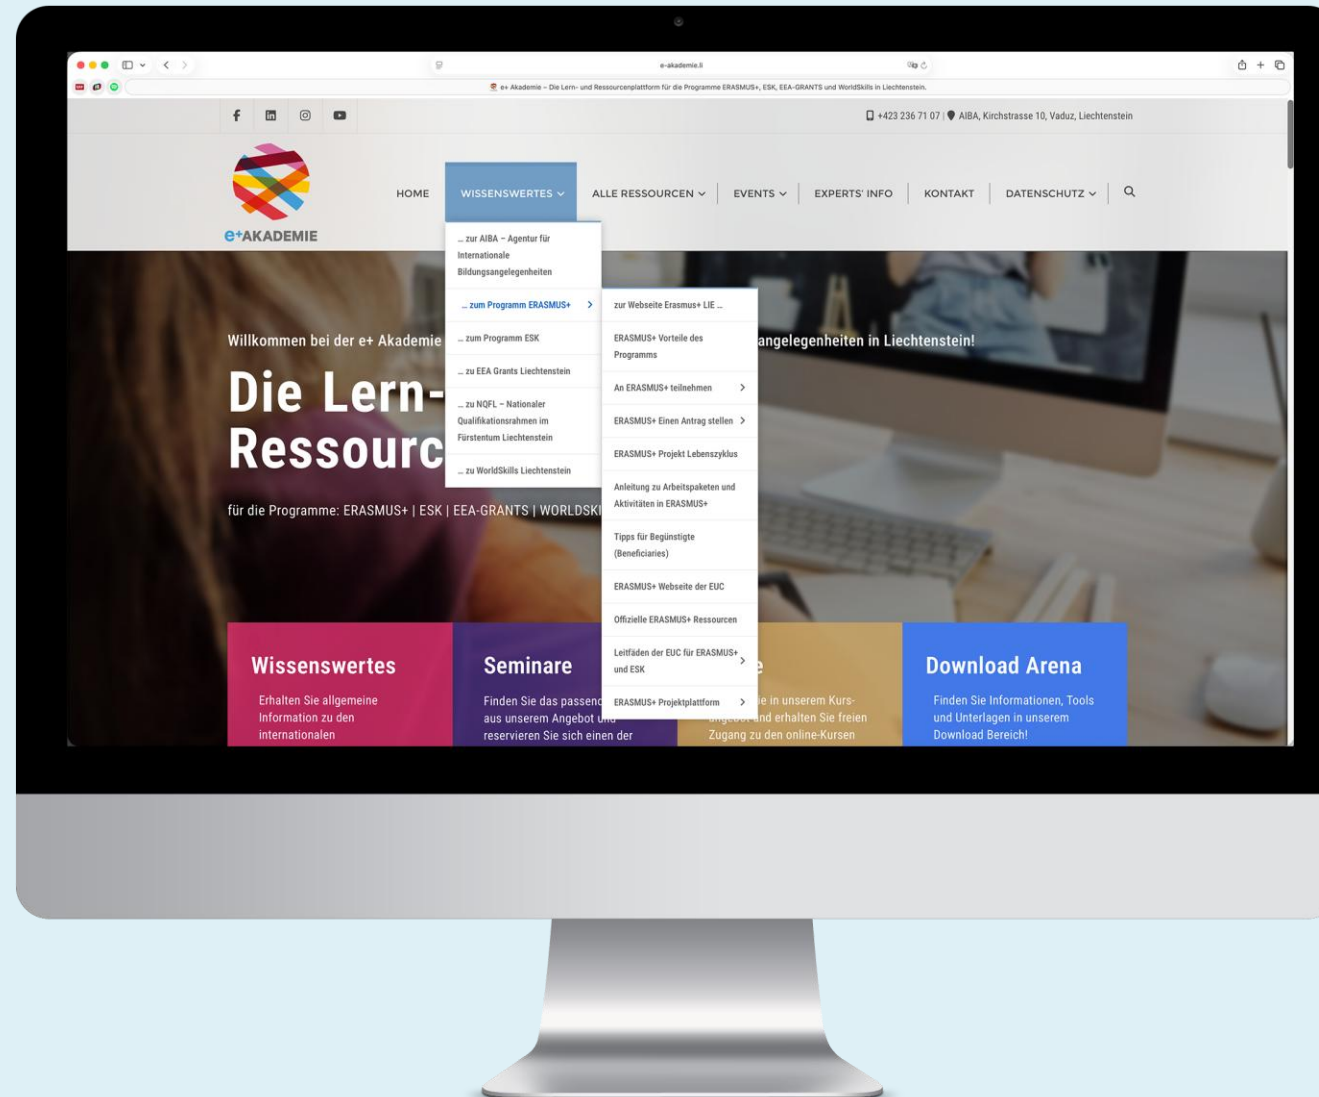 e-akademie.li
e+ Akademie – Die Lern- und Ressourcenplattform für die Programme ERASMUS+, ESK, EEA-GRANTS und WorldSkills in Liechtenstein.
+423 236 71 07 | AIBA, Kirchstrasse 10, Vaduz, Liechtenstein
e+AKADEMIE
HOME
WISSENSWERTES
ALLE RESSOURCEN
EVENTS
EXPERTS' INFO
KONTAKT
DATENSCHUTZ
... zur AIBA – Agentur für
Internationale
Bildungsangelegenheiten
... zum Programm ERASMUS+
... zum Programm ESK
... zu EEA Grants Liechtenstein
... zu NQFL – Nationaler
Qualifikationsrahmen im
Fürstentum Liechtenstein
... zu WorldSkills Liechtenstein
zur Webseite Erasmus+ LIE ...
ERASMUS+ Vorteile des
Programms
An ERASMUS+ teilnehmen
ERASMUS+ Einen Antrag stellen
ERASMUS+ Projekt Lebenszyklus
Anleitung zu Arbeitspaketen und
Aktivitäten in ERASMUS+
Tipps für Begünstigte
(Beneficiaries)
ERASMUS+ Webseite der EUC
Offizielle ERASMUS+ Ressourcen
Leitfäden der EUC für ERASMUS+
und ESK
ERASMUS+ Projektplattform
Willkommen bei der e+ Akademie angelegenheiten in Liechtenstein!
Die Lern-
Ressourc
für die Programme: ERASMUS+ | ESK | EEA-GRANTS | WORLDSKI
Wissenswertes
Erhalten Sie allgemeine
Information zu den
internationalen
Seminare
Finden Sie das passend
aus unserem Angebot und
reservieren Sie sich einen der
e
ie in unserem Kurs-
angebot und erhalten Sie freien
Zugang zu den online-Kursen
Download Arena
Finden Sie Informationen, Tools
und Unterlagen in unserem
Download Bereich!